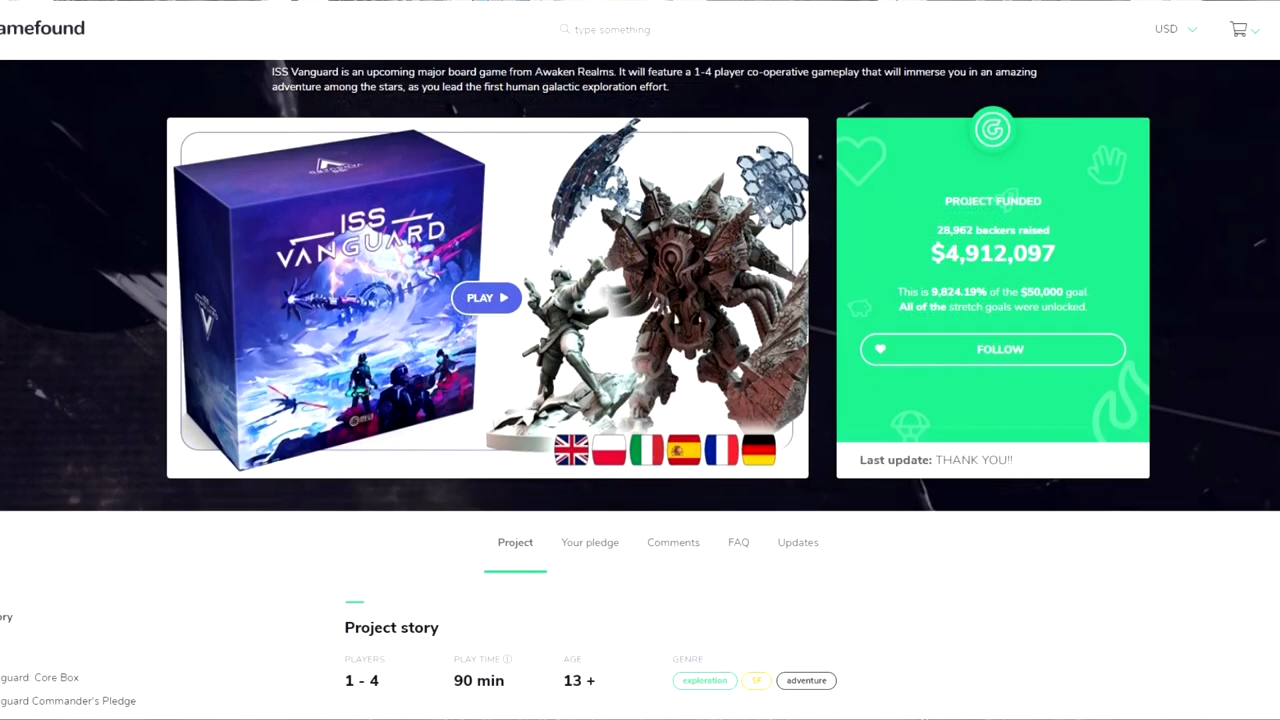 amefound
type something
USD
ISS Vanguard is an upcoming major board game from Awaken Realms. It will feature a 1-4 player co-operative gameplay that will immerse you in an amazing
adventure among the stars, as you lead the first human galactic exploration effort.
ISS
VANGUARD
PLAY
PROJECT FUNDED
28,962 backers raised
$4,912,097
This is 9,824.19% of the $50,000 goal.
All of the stretch goals were unlocked.
FOLLOW
Last update: THANK YOU!!
Project
Your pledge
Comments
FAQ
Updates
ory
guard: Core Box
guard Commander's Pledge
Project story
PLAYERS
PLAY TIME
AGE
GENRE
1 - 4
90 min
13 +
exploration
SF
adventure